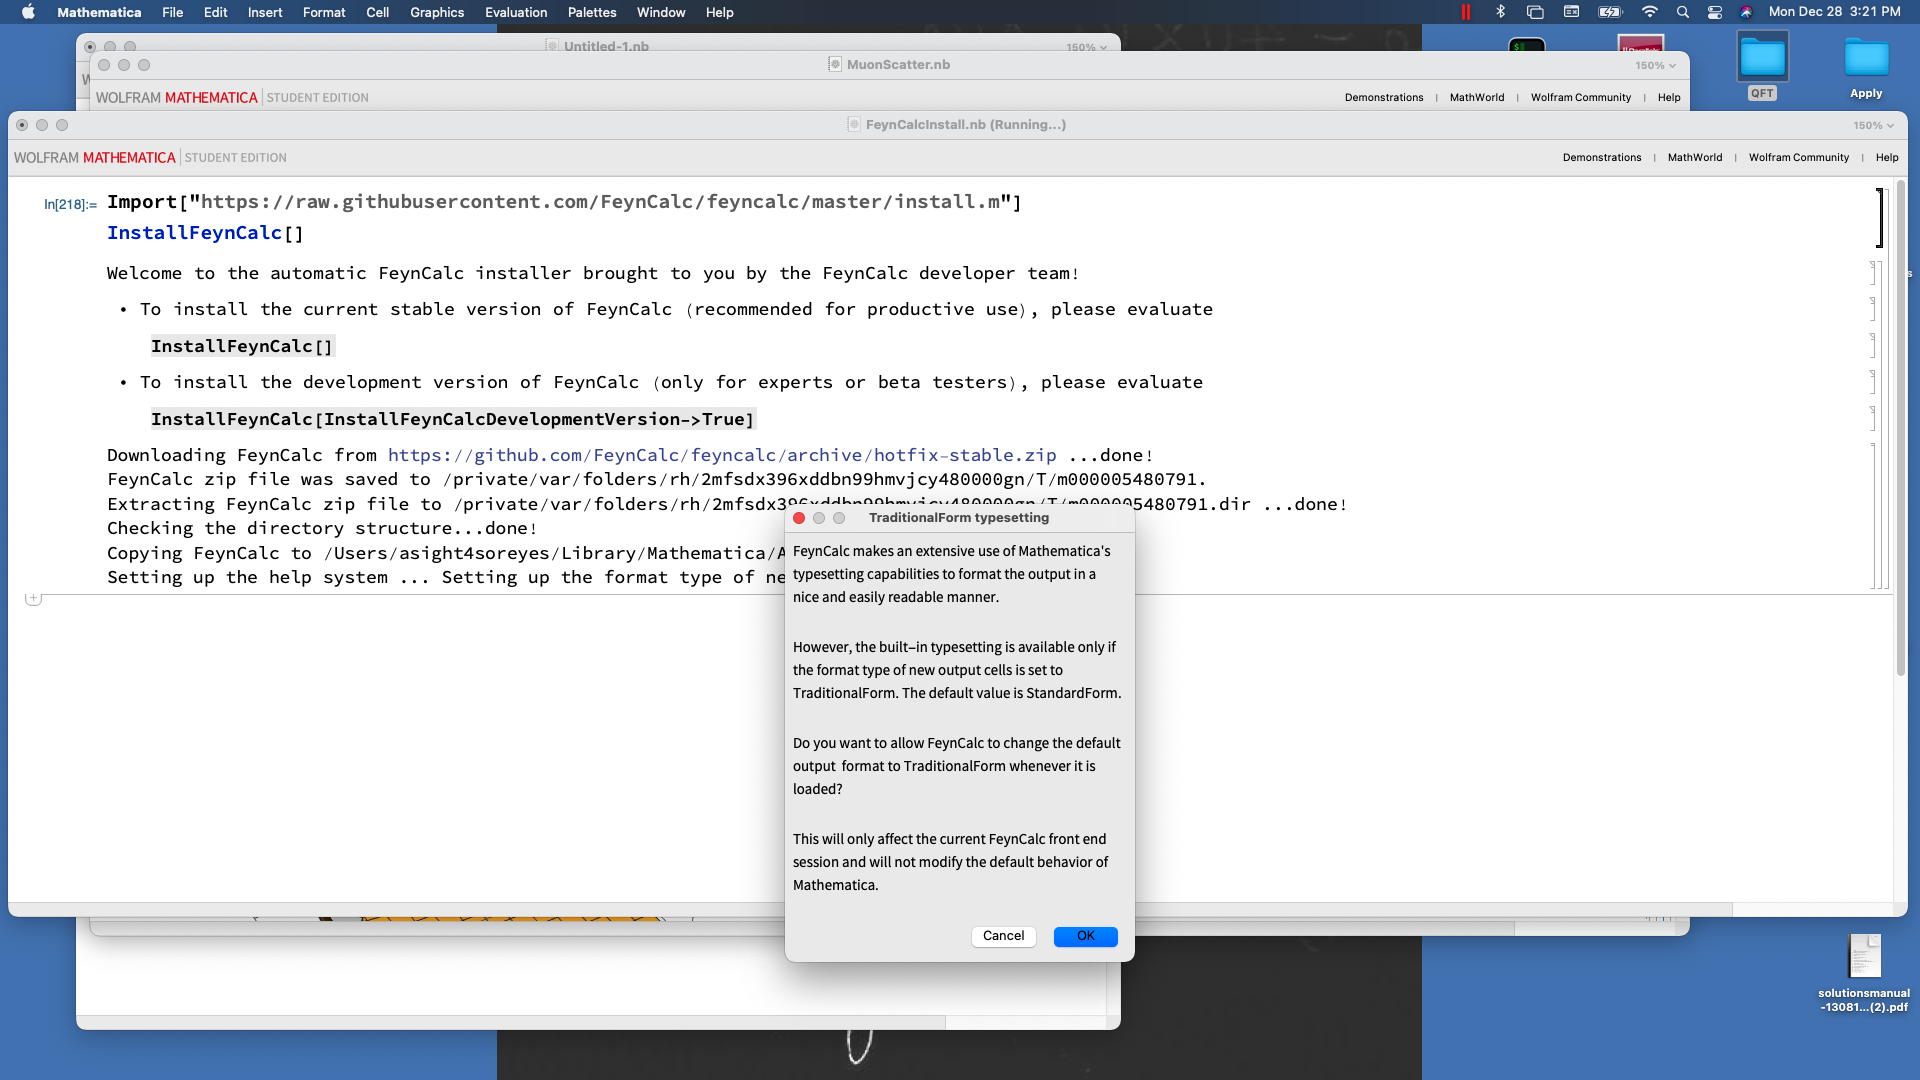 Mathematica File Edit Insert Format Cell Graphics Evaluation Palettes Window Help Mon Dec 28 3:21 PM
Untitled-1.nb 150%
MuonScatter.nb 150%
WOLFRAM MATHEMATICA STUDENT EDITION Demonstrations | MathWorld | Wolfram Community | Help
QFT
Apply
FeynCalcInstall.nb (Running...) 150%
WOLFRAM MATHEMATICA STUDENT EDITION Demonstrations | MathWorld | Wolfram Community | Help
In[218]:= Import["https://raw.githubusercontent.com/FeynCalc/feyncalc/master/install.m"]
InstallFeynCalc[]
Welcome to the automatic FeynCalc installer brought to you by the FeynCalc developer team!
• To install the current stable version of FeynCalc (recommended for productive use), please evaluate
InstallFeynCalc[]
• To install the development version of FeynCalc (only for experts or beta testers), please evaluate
InstallFeynCalc[InstallFeynCalcDevelopmentVersion->True]
Downloading FeynCalc from https://github.com/FeynCalc/feyncalc/archive/hotfix-stable.zip ...done!
FeynCalc zip file was saved to /private/var/folders/rh/2mfsdx396xddbn99hmvjcy480000gn/T/m000005480791.
Extracting FeynCalc zip file to /private/var/folders/rh/2mfsdx396xddbn99hmvjcy480000gn/T/m000005480791.dir ...done!
Checking the directory structure...done!
Copying FeynCalc to /Users/asight4soreyes/Library/Mathematica/A
Setting up the help system ... Setting up the format type of ne
TraditionalForm typesetting
FeynCalc makes an extensive use of Mathematica's
typesetting capabilities to format the output in a
nice and easily readable manner.
However, the built-in typesetting is available only if
the format type of new output cells is set to
TraditionalForm. The default value is StandardForm.
Do you want to allow FeynCalc to change the default
output format to TraditionalForm whenever it is
loaded?
This will only affect the current FeynCalc front end
session and will not modify the default behavior of
Mathematica.
Cancel OK
solutionsmanual
-13081...(2).pdf